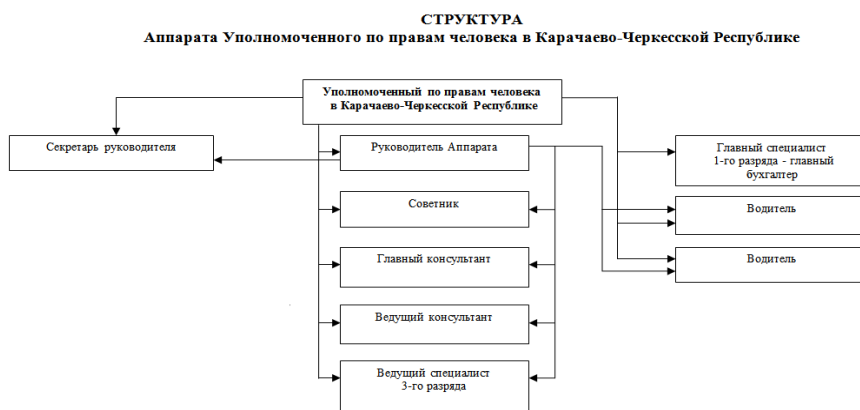 СТРУКТУРА
Аппарата Уполномоченного по правам человека в Карачаево-Черкесской Республике
Уполномоченный по правам человека
в Карачаево-Черкесской Республике
Секретарь руководителя
Руководитель Аппарата
Главный специалист
1-го разряда - главный
бухгалтер
Советник
Водитель
Главный консультант
Водитель
Ведущий консультант
Ведущий специалист
3-го разряда